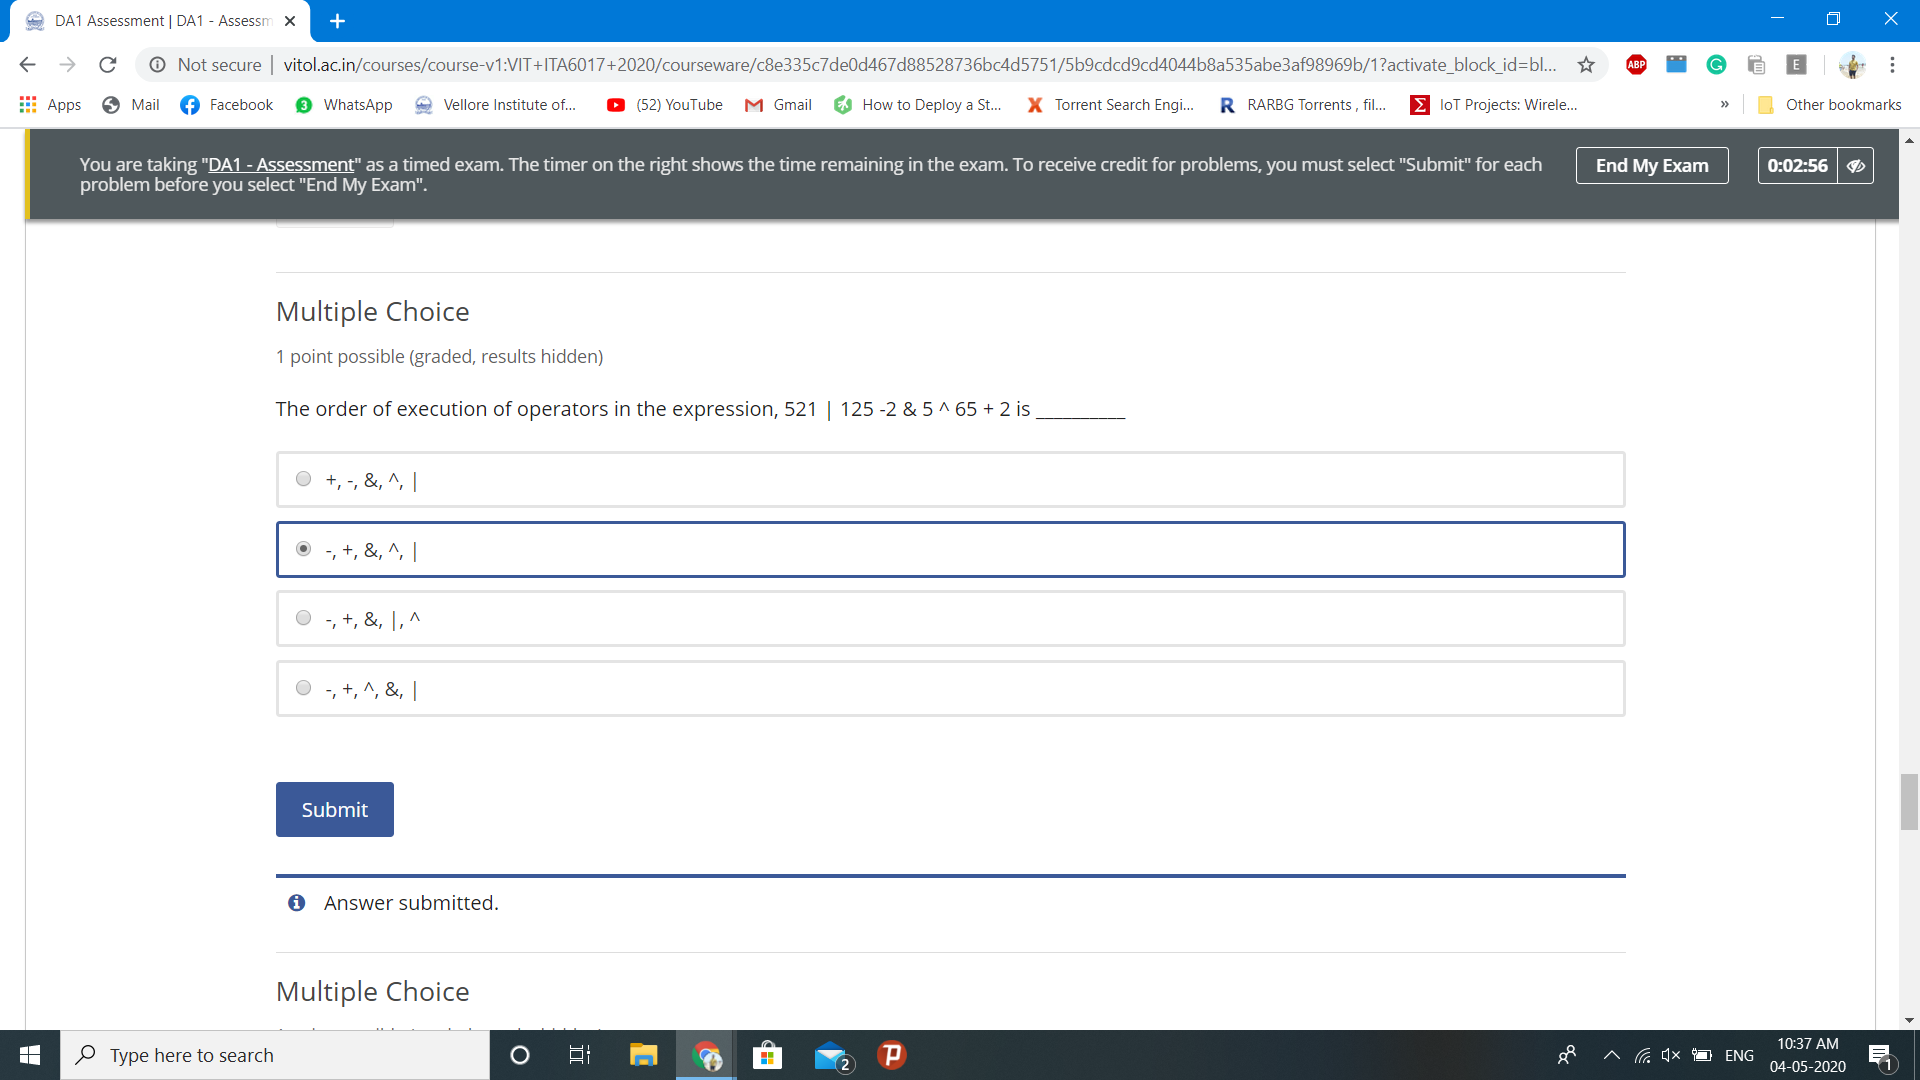 DA1 Assessment | DA1 - Assessm
Not secure | vitol.ac.in/courses/course-v1:VIT+ITA6017+2020/courseware/c8e335c7de0d467d88528736bc4d5751/5b9cdcd9cd4044b8a535abe3af98969b/1?activate_block_id=bl...
ABP
G
E
Apps Mail Facebook 3 WhatsApp Vellore Institute of... (52) YouTube Gmail How to Deploy a St... X Torrent Search Engi... R RARBG Torrents , fil... Σ IoT Projects: Wirele... » Other bookmarks
You are taking "DA1 - Assessment" as a timed exam. The timer on the right shows the time remaining in the exam. To receive credit for problems, you must select "Submit" for each
problem before you select "End My Exam".
End My Exam
0:02:56
Multiple Choice
1 point possible (graded, results hidden)
The order of execution of operators in the expression, 521 | 125 -2 & 5 ^ 65 + 2 is __________
+, -, &, ^, |
-, +, &, ^, |
-, +, &, |, ^
-, +, ^, &, |
Submit
Answer submitted.
Multiple Choice
Type here to search
2
ENG
10:37 AM
04-05-2020
1